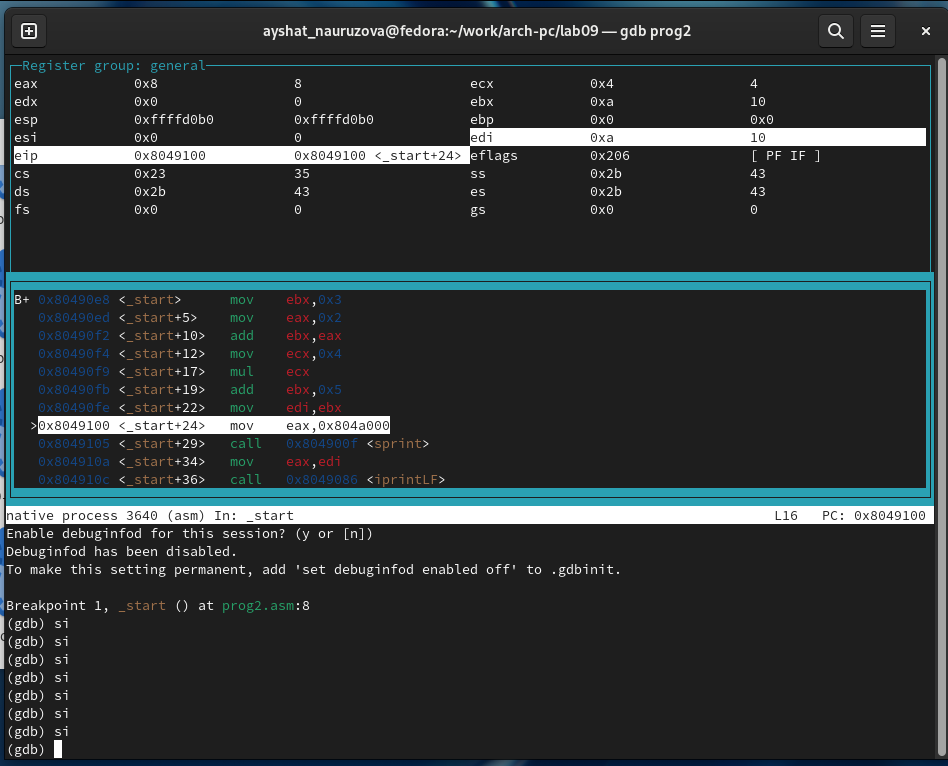 ayshat_nauruzova@fedora:~/work/arch-pc/lab09 — gdb prog2
Register group: general
eax 0x8 8 ecx 0x4 4
edx 0x0 0 ebx 0xa 10
esp 0xffffd0b0 0xffffd0b0 ebp 0x0 0x0
esi 0x0 0 edi 0xa 10
eip 0x8049100 0x8049100 <_start+24> eflags 0x206 [ PF IF ]
cs 0x23 35 ss 0x2b 43
ds 0x2b 43 es 0x2b 43
fs 0x0 0 gs 0x0 0
B+ 0x80490e8 <_start> mov ebx,0x3
0x80490ed <_start+5> mov eax,0x2
0x80490f2 <_start+10> add ebx,eax
0x80490f4 <_start+12> mov ecx,0x4
0x80490f9 <_start+17> mul ecx
0x80490fb <_start+19> add ebx,0x5
0x80490fe <_start+22> mov edi,ebx
>0x8049100 <_start+24> mov eax,0x804a000
0x8049105 <_start+29> call 0x804900f <sprint>
0x804910a <_start+34> mov eax,edi
0x804910c <_start+36> call 0x8049086 <iprintLF>
native process 3640 (asm) In: _start L16 PC: 0x8049100
Enable debuginfod for this session? (y or [n])
Debuginfod has been disabled.
To make this setting permanent, add 'set debuginfod enabled off' to .gdbinit.
Breakpoint 1, _start () at prog2.asm:8
(gdb) si
(gdb) si
(gdb) si
(gdb) si
(gdb) si
(gdb) si
(gdb) si
(gdb)